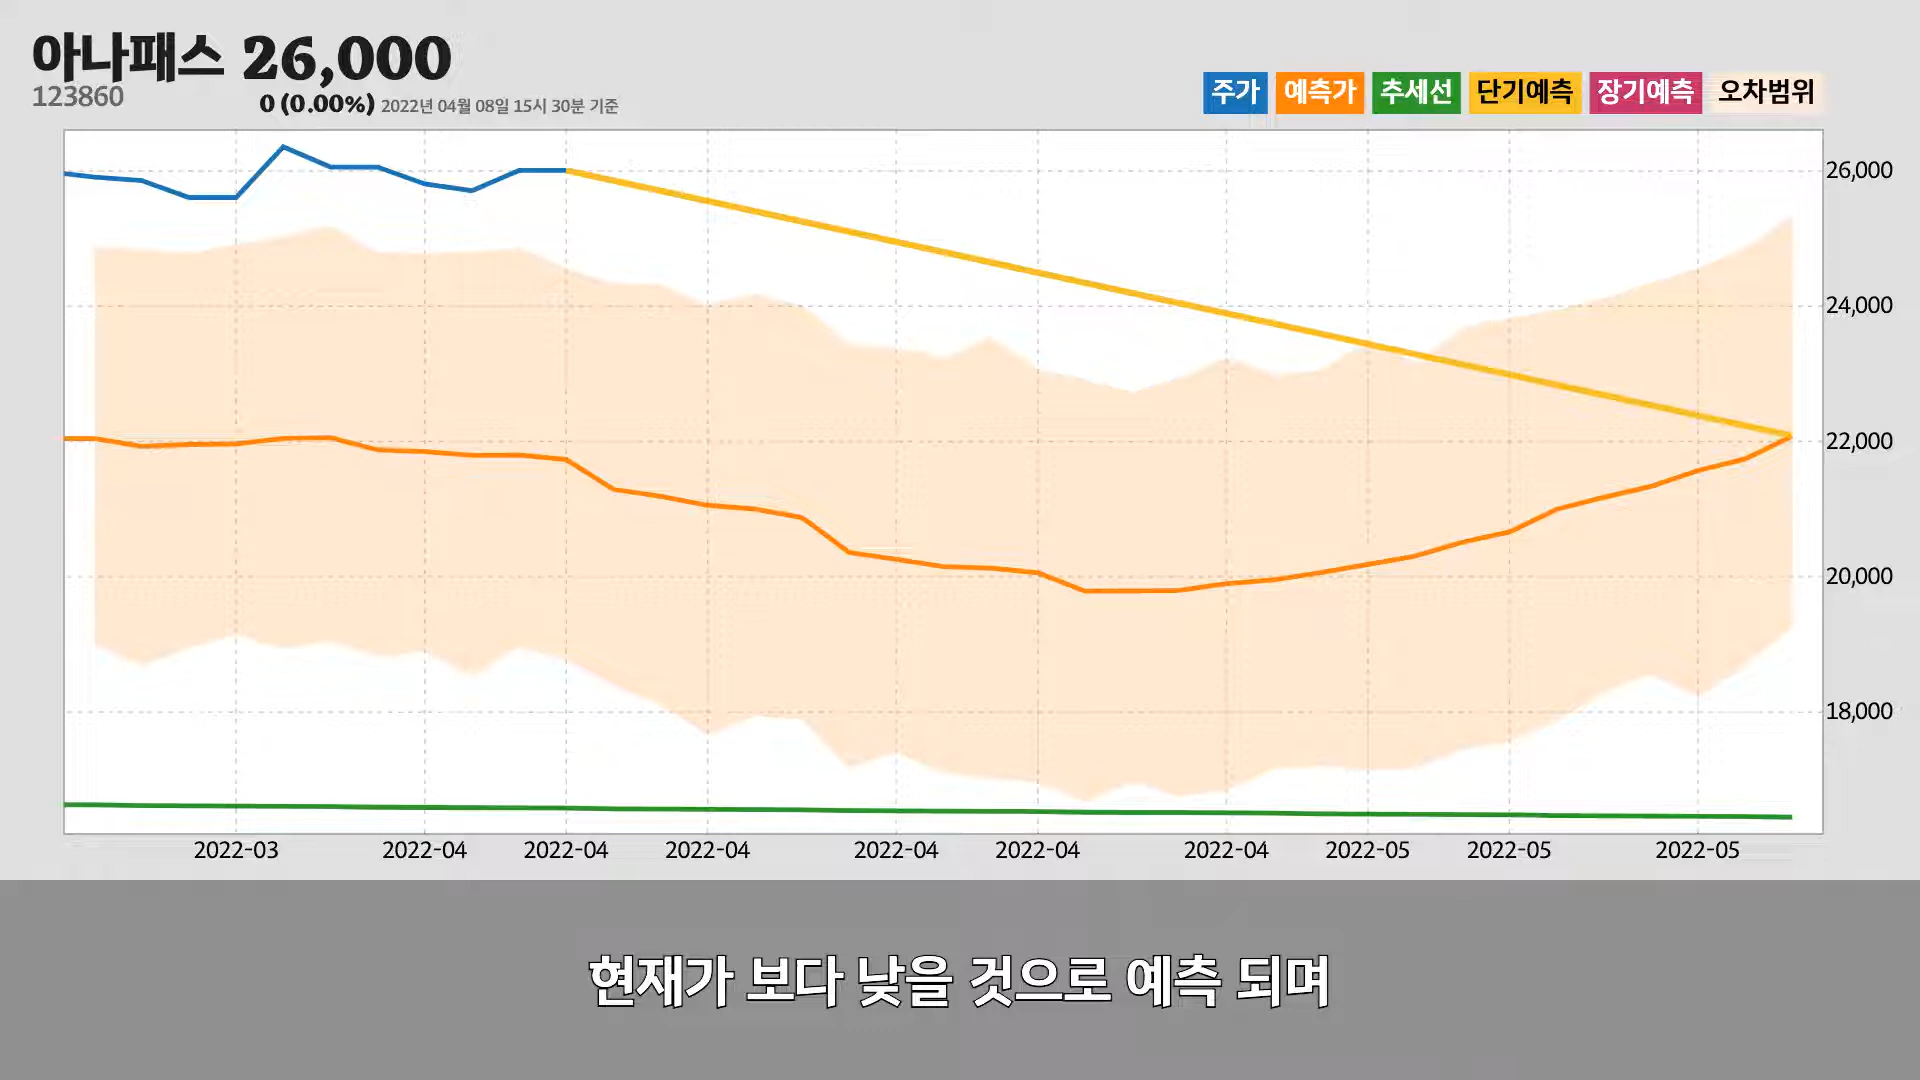 아나패스 26,000
123860
0 (0.00%) 2022년 04월 08일 15시 30분 기준
주가 예측가 추세선 단기예측 장기예측 오차범위
26,000
24,000
22,000
20,000
18,000
2022-03 2022-04 2022-04 2022-04 2022-04 2022-04 2022-04 2022-05 2022-05 2022-05
현재가 보다 낮을 것으로 예측 되며